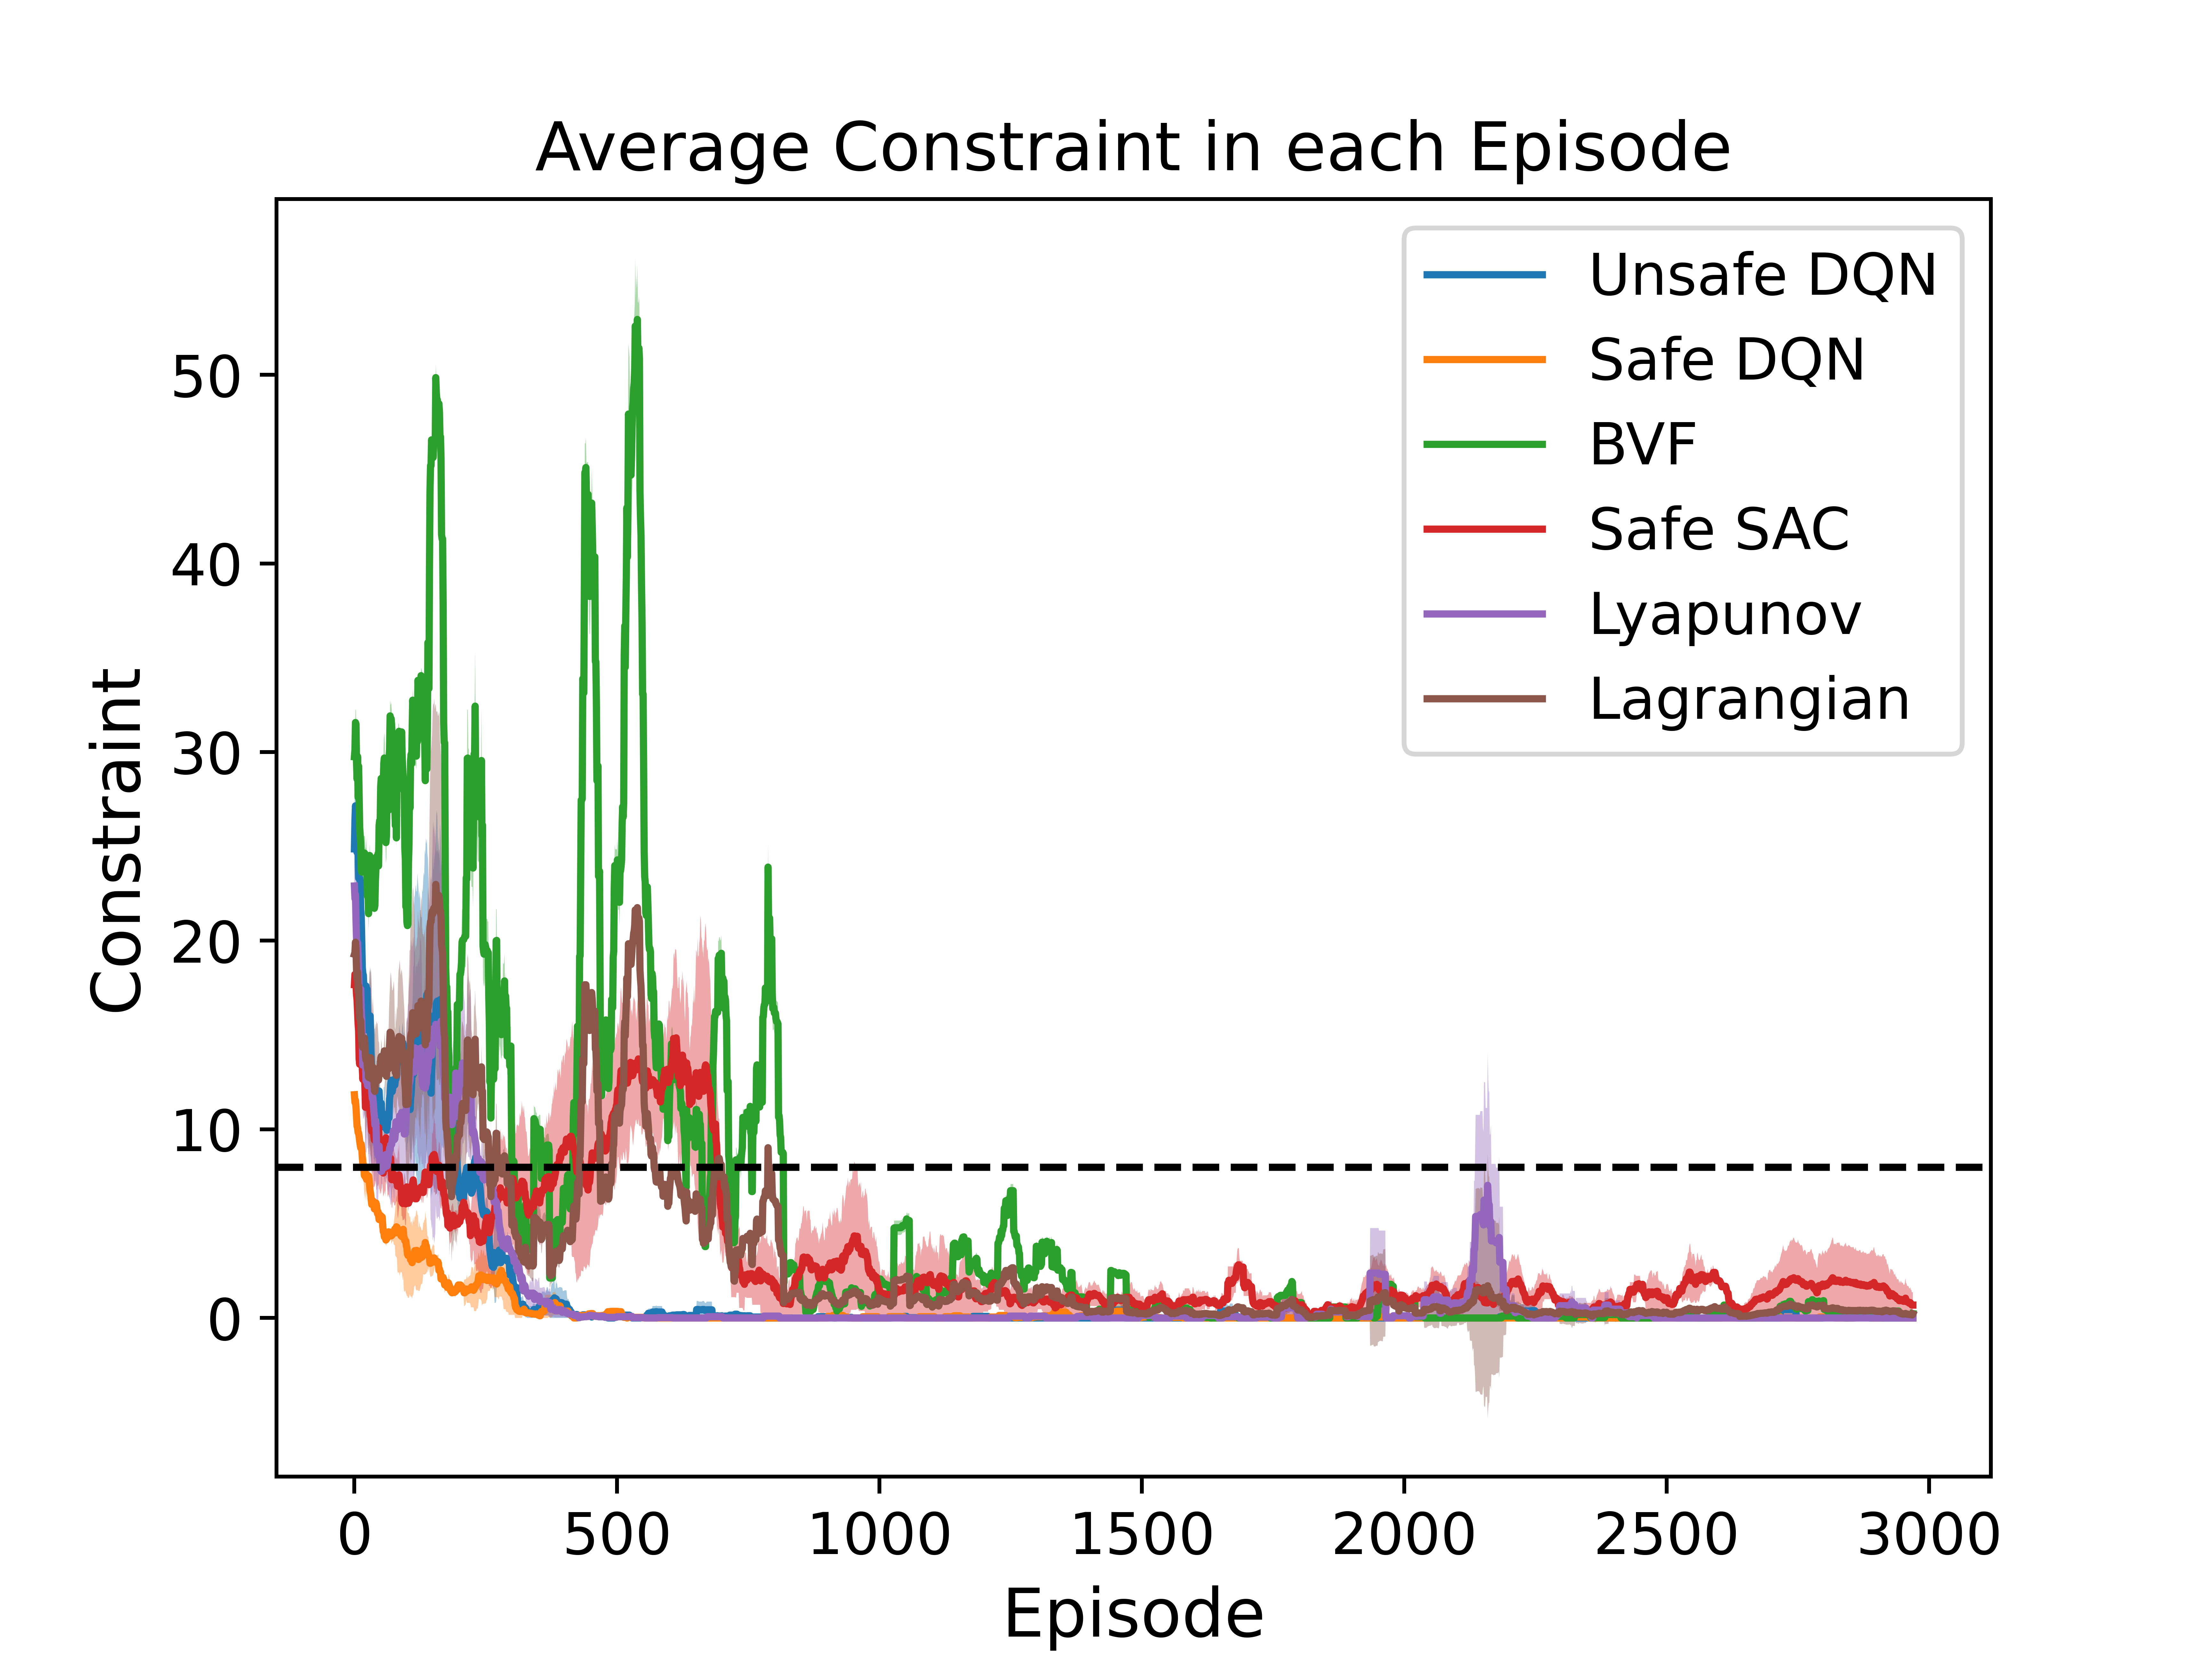 Average Constraint in each Episode
Unsafe DQN
Safe DQN
BVF
Safe SAC
Lyapunov
Lagrangian
Constraint
50
40
30
20
10
0
0 500 1000 1500 2000 2500 3000
Episode